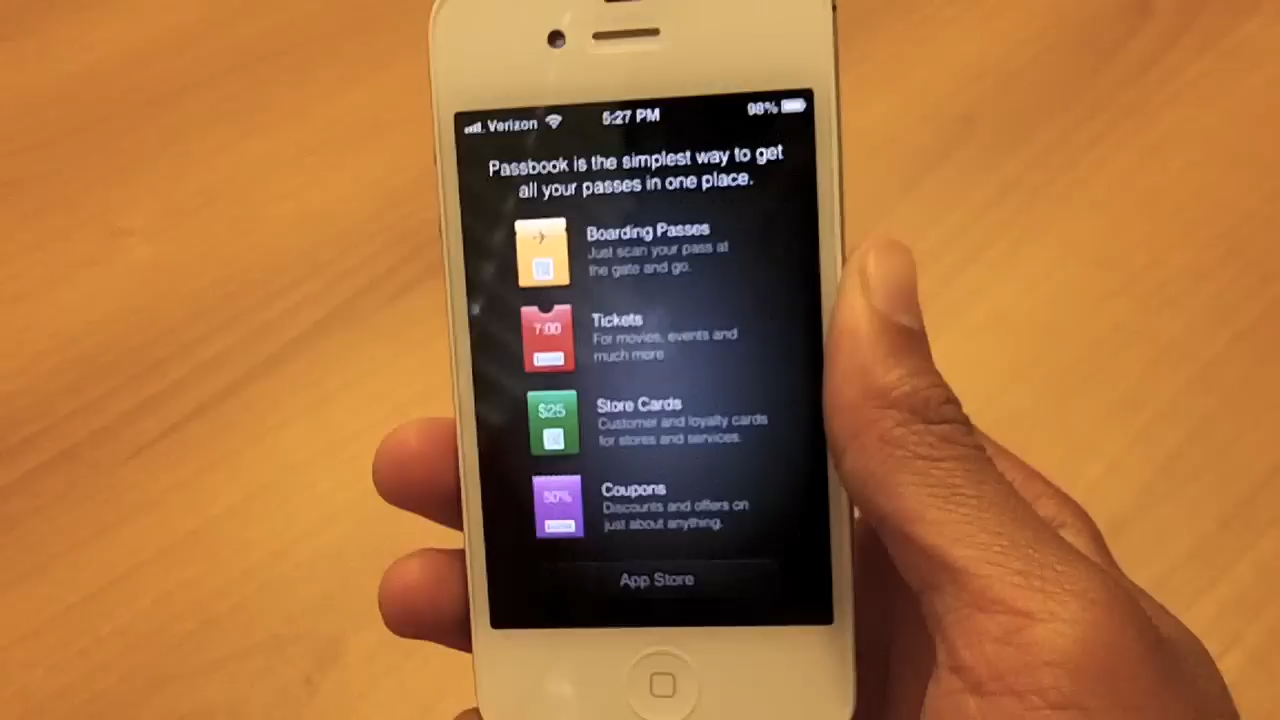 Verizon 5:27 PM 98%
Passbook is the simplest way to get
all your passes in one place.
Boarding Passes
Just scan your pass at
the gate and go.
7:00
Tickets
For movies, events and
much more
$25
Store Cards
Customer and loyalty cards
for stores and services.
50%
Coupons
Discounts and offers on
just about anything.
App Store